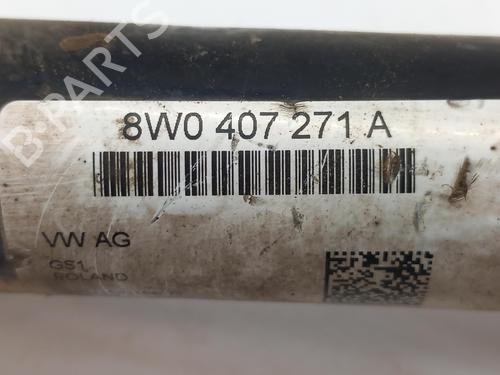 8W0 407 271 A
VW AG
GS1
ROLAND
B-PARTS